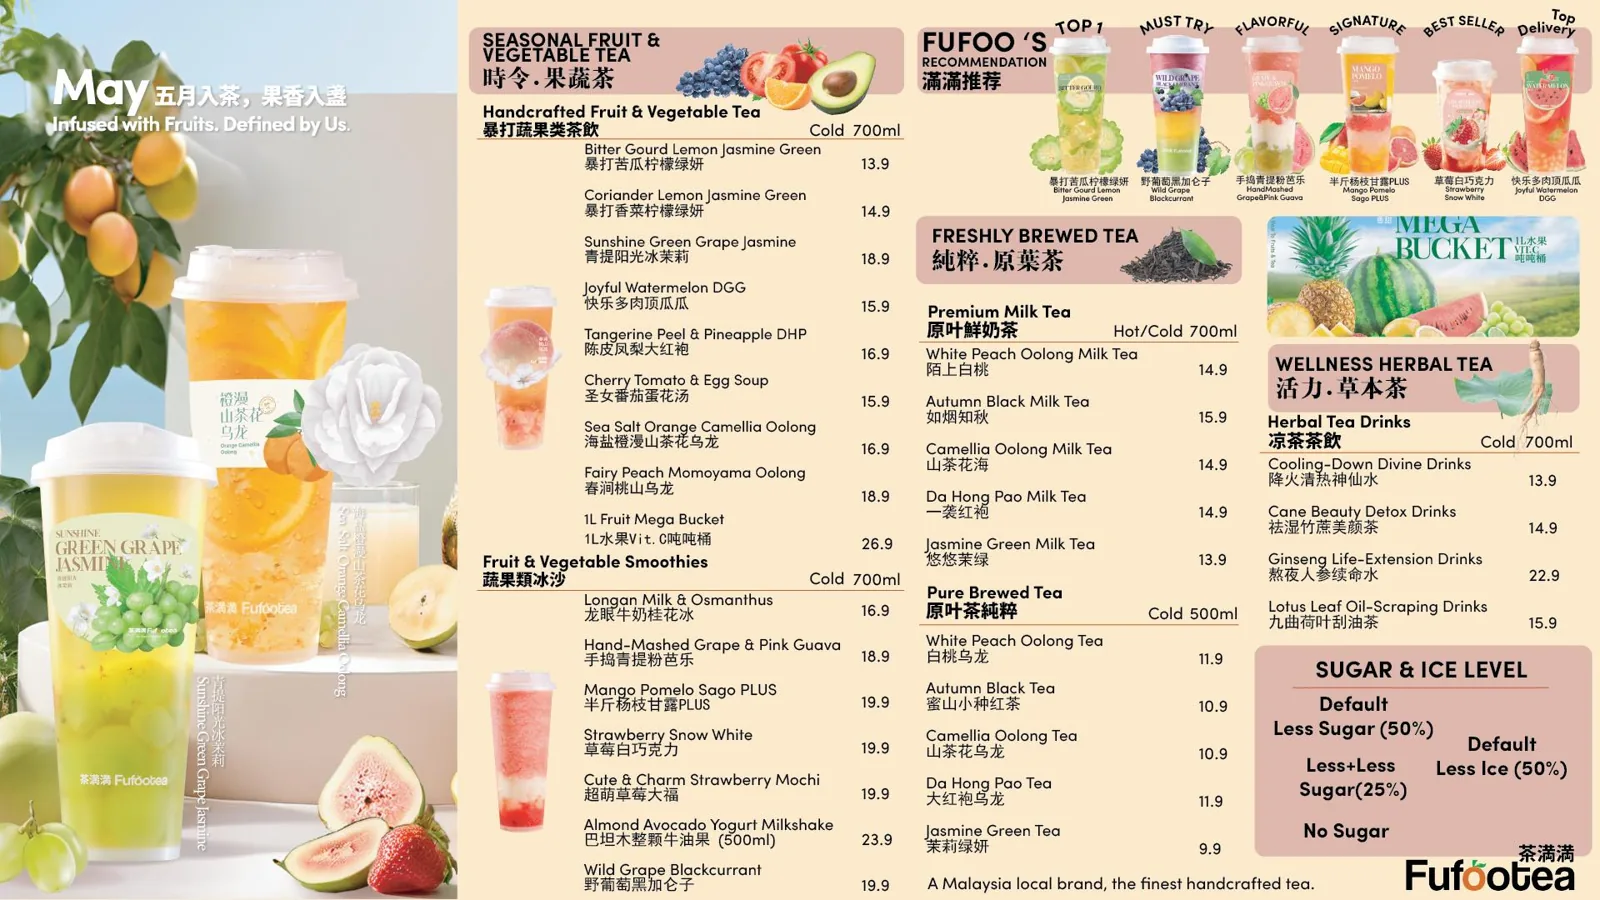 May 五月入茶，果香入盏
Infused with Fruits. Defined by Us.
橙漫
山茶花
乌龙
Orange Camellia
Oolong
SUNSHINE
GREEN GRAPE
JASMINE
茶満満 Fufootea
茶満満 Fufootea
茶満満 Fufootea
海盐橙漫山茶花乌龙
Sea Salt Orange Camellia Oolong
青提阳光冰茉莉
Sunshine Green Grape Jasmine
SEASONAL FRUIT &
VEGETABLE TEA
時令.果蔬茶
Handcrafted Fruit & Vegetable Tea
暴打蔬果类茶飲 Cold 700ml
Bitter Gourd Lemon Jasmine Green
暴打苦瓜柠檬绿妍 13.9
Coriander Lemon Jasmine Green
暴打香菜柠檬绿妍 14.9
Sunshine Green Grape Jasmine
青提阳光冰茉莉 18.9
Joyful Watermelon DGG
快乐多肉顶瓜瓜 15.9
Tangerine Peel & Pineapple DHP
陈皮凤梨大红袍 16.9
Cherry Tomato & Egg Soup
圣女番茄蛋花汤 15.9
Sea Salt Orange Camellia Oolong
海盐橙漫山茶花乌龙 16.9
Fairy Peach Momoyama Oolong
春涧桃山乌龙 18.9
1L Fruit Mega Bucket
1L水果Vit.C吨吨桶 26.9
Fruit & Vegetable Smoothies
蔬果類冰沙 Cold 700ml
Longan Milk & Osmanthus
龙眼牛奶桂花冰 16.9
Hand-Mashed Grape & Pink Guava
手捣青提粉芭乐 18.9
Mango Pomelo Sago PLUS
半斤杨枝甘露PLUS 19.9
Strawberry Snow White
草莓白巧克力 19.9
Cute & Charm Strawberry Mochi
超萌草莓大福 19.9
Almond Avocado Yogurt Milkshake
巴坦木整颗牛油果 (500ml) 23.9
Wild Grape Blackcurrant
野葡萄黑加仑子 19.9
FUFOO ‘S
RECOMMENDATION
滿滿推荐
TOP 1
MUST TRY
FLAVORFUL
SIGNATURE
BEST SELLER
Top
Delivery
BITTER GOURD
WILD GRAPE
MANGO
POMELO
WATERMELON
暴打苦瓜柠檬绿妍
Bitter Gourd Lemon
Jasmine Green
野葡萄黑加仑子
Wild Grape
Blackcurrant
手捣青提粉芭乐
HandMashed
Grape&Pink Guava
半斤杨枝甘露PLUS
Mango Pomelo
Sago PLUS
草莓白巧克力
Strawberry
Snow White
快乐多肉顶瓜瓜
Joyful Watermelon
DGG
FRESHLY BREWED TEA
純粹.原葉茶
Premium Milk Tea
原叶鮮奶茶 Hot/Cold 700ml
White Peach Oolong Milk Tea
陌上白桃 14.9
Autumn Black Milk Tea
如烟知秋 15.9
Camellia Oolong Milk Tea
山茶花海 14.9
Da Hong Pao Milk Tea
一袭红袍 14.9
Jasmine Green Milk Tea
悠悠茉绿 13.9
Pure Brewed Tea
原叶茶純粹 Cold 500ml
White Peach Oolong Tea
白桃乌龙 11.9
Autumn Black Tea
蜜山小种红茶 10.9
Camellia Oolong Tea
山茶花乌龙 10.9
Da Hong Pao Tea
大红袍乌龙 11.9
Jasmine Green Tea
茉莉绿妍 9.9
A Malaysia local brand, the finest handcrafted tea.
MEGA
BUCKET
1L水果
VIT.C
吨吨桶
WELLNESS HERBAL TEA
活力.草本茶
Herbal Tea Drinks
凉茶茶飲 Cold 700ml
Cooling-Down Divine Drinks
降火清热神仙水 13.9
Cane Beauty Detox Drinks
祛湿竹蔗美颜茶 14.9
Ginseng Life-Extension Drinks
熬夜人参续命水 22.9
Lotus Leaf Oil-Scraping Drinks
九曲荷叶刮油茶 15.9
SUGAR & ICE LEVEL
Default
Less Sugar (50%)
Less+Less
Sugar(25%)
No Sugar
Default
Less Ice (50%)
茶満満
Fufootea